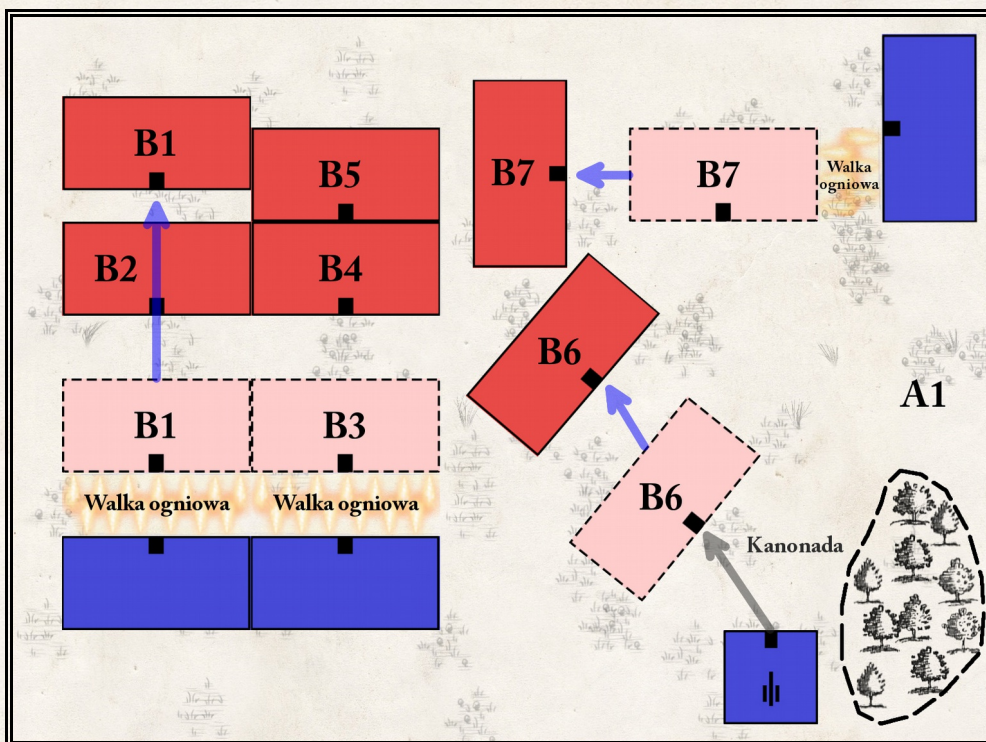 B1
B5
B7
B7
Walka
ogniowa
B2
B4
B6
A1
B1
B3
B6
Walka ogniowa
Walka ogniowa
Kanonada